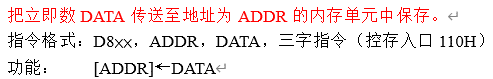 把立即数 DATA 传送至地址为 ADDR 的内存单元中保存。↵
指令格式：D8××，ADDR，DATA，三字指令（控存入口 110H）
功能： [ADDR]←DATA↵